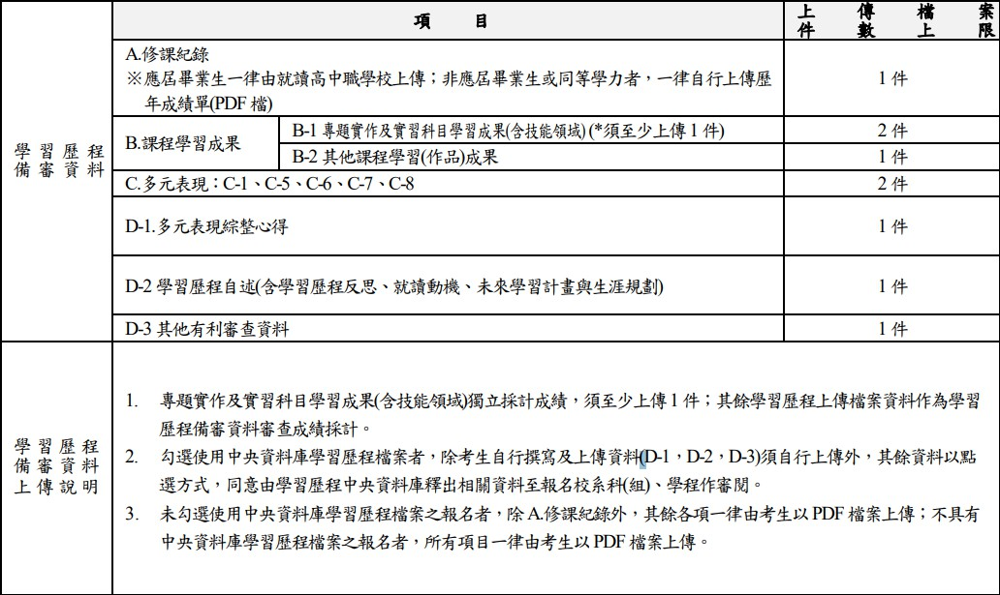 項 目
上傳檔案
件數上限
學習歷程
備審資料
A.修課紀錄
※應屆畢業生一律由就讀高中職學校上傳；非應屆畢業生或同等學力者，一律自行上傳歷
年成績單(PDF 檔)
1 件
B.課程學習成果
B-1 專題實作及實習科目學習成果(含技能領域) (*須至少上傳 1 件)
2 件
B-2 其他課程學習(作品)成果
1 件
C.多元表現：C-1、C-5、C-6、C-7、C-8
2 件
D-1.多元表現綜整心得
1 件
D-2 學習歷程自述(含學習歷程反思、就讀動機、未來學習計畫與生涯規劃)
1 件
D-3 其他有利審查資料
1 件
學習歷程
備審資料
上傳說明
1. 專題實作及實習科目學習成果(含技能領域)獨立採計成績，須至少上傳 1 件；其餘學習歷程上傳檔案資料作為學習
歷程備審資料審查成績採計。
2. 勾選使用中央資料庫學習歷程檔案者，除考生自行撰寫及上傳資料(D-1，D-2，D-3)須自行上傳外，其餘資料以點
選方式，同意由學習歷程中央資料庫釋出相關資料至報名校系科(組)、學程作審閱。
3. 未勾選使用中央資料庫學習歷程檔案之報名者，除 A.修課紀錄外，其餘各項一律由考生以 PDF 檔案上傳；不具有
中央資料庫學習歷程檔案之報名者，所有項目一律由考生以 PDF 檔案上傳。